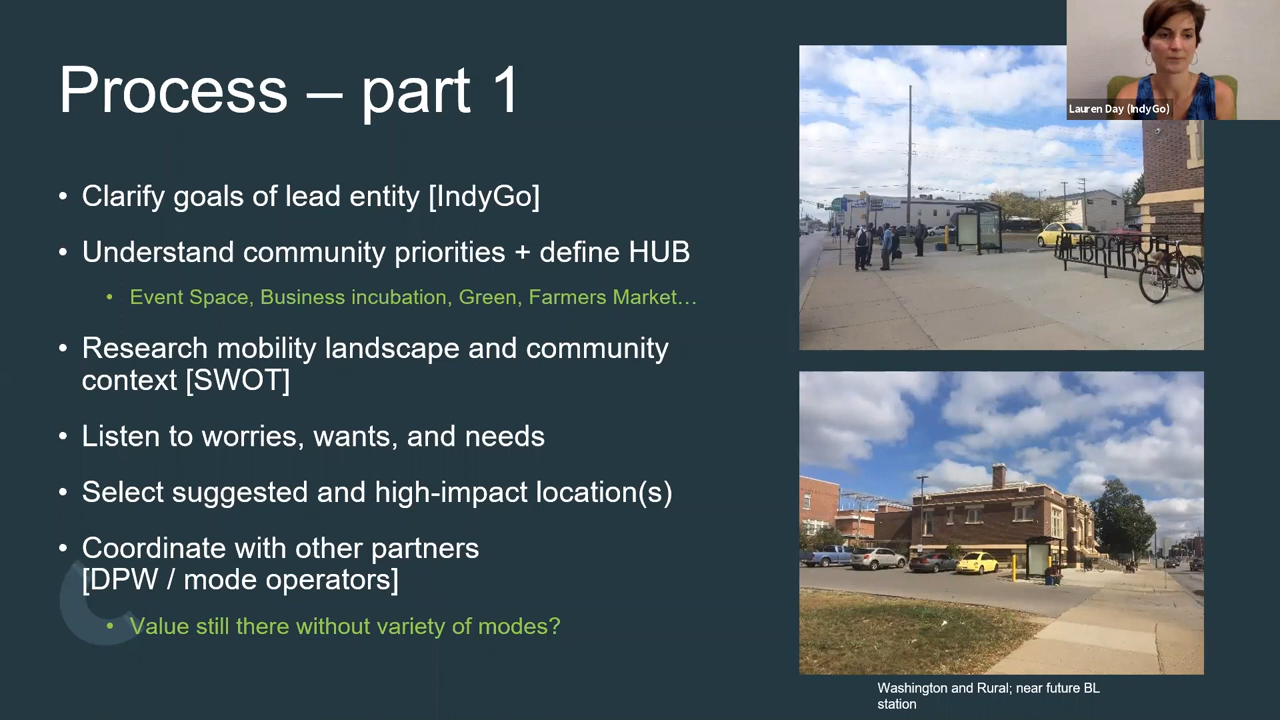 Process – part 1
• Clarify goals of lead entity [IndyGo]
• Understand community priorities + define HUB
• Event Space, Business incubation, Green, Farmers Market…
• Research mobility landscape and community
context [SWOT]
• Listen to worries, wants, and needs
• Select suggested and high-impact location(s)
• Coordinate with other partners
[DPW / mode operators]
• Value still there without variety of modes?
Lauren Day (IndyGo)
LIBRARY
Washington and Rural; near future BL
station